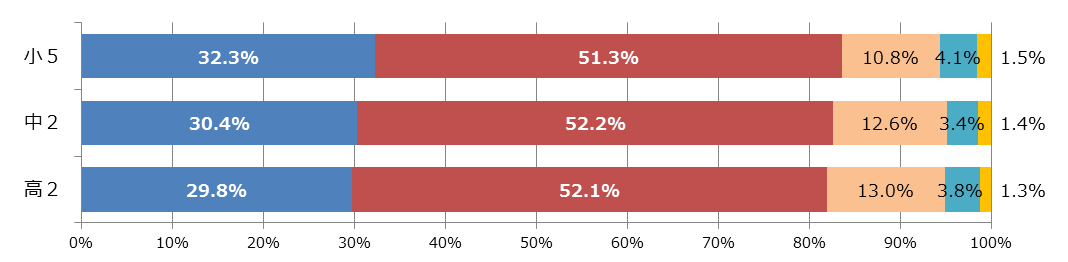 小５ 32.3% 51.3% 10.8% 4.1% 1.5%
中２ 30.4% 52.2% 12.6% 3.4% 1.4%
高２ 29.8% 52.1% 13.0% 3.8% 1.3%
0% 10% 20% 30% 40% 50% 60% 70% 80% 90% 100%